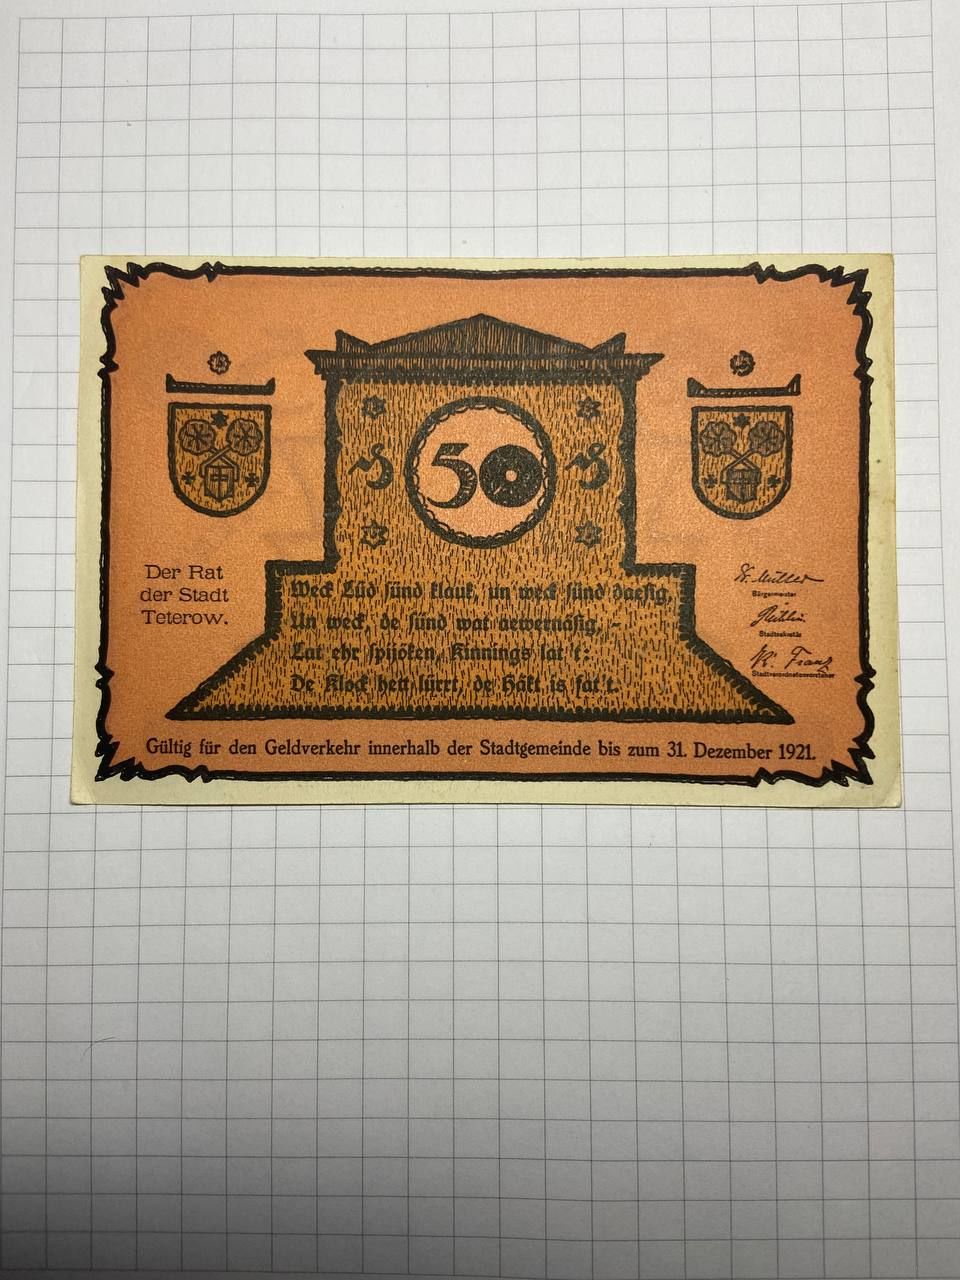 50
Weck Lüd sünd klauk, un weck sünd daesig,
Un weck, de sünd wat aewernäsig, -
Lat ehr spijöken, Kinnings lat 't:
De Klock hett lürrt, de Häkt is fat't.
Der Rat
der Stadt
Teterow.
Bürgermeister
Stadtsekretär
Stadtverordnetenvorsteher
Gültig für den Geldverkehr innerhalb der Stadtgemeinde bis zum 31. Dezember 1921.